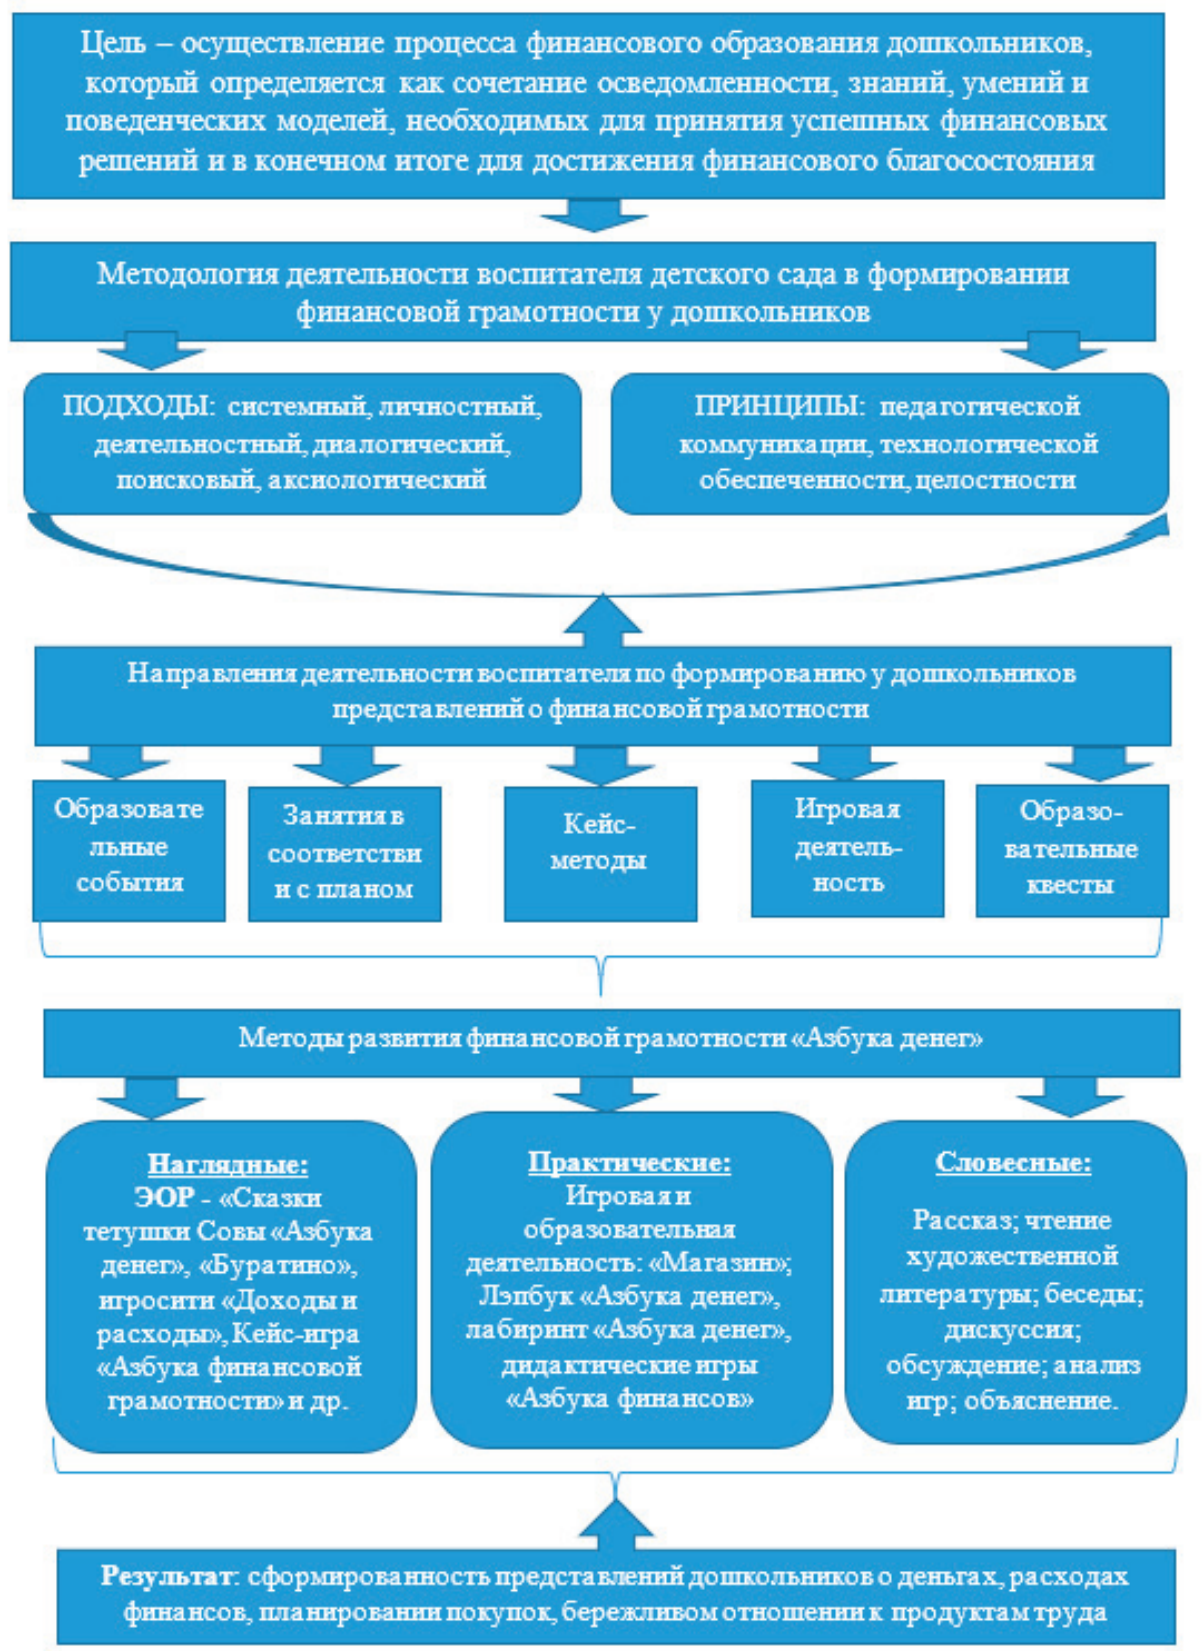 Цель – осуществление процесса финансового образования дошкольников,
который определяется как сочетание осведомленности, знаний, умений и
поведенческих моделей, необходимых для принятия успешных финансовых
решений и в конечном итоге для достижения финансового благосостояния
Методология деятельности воспитателя детского сада в формировании
финансовой грамотности у дошкольников
ПОДХОДЫ: системный, личностный,
деятельностный, диалогический,
поисковый, аксиологический
ПРИНЦИПЫ: педагогической
коммуникации, технологической
обеспеченности, целостности
Направления деятельности воспитателя по формированию у дошкольников
представлений о финансовой грамотности
Образовате
льные
события
Занятия в
соответстви
и с планом
Кейс-
методы
Игровая
деятель-
ность
Образо-
вательные
квесты
Методы развития финансовой грамотности «Азбука денег»
Наглядные:
ЭОР - «Сказки
тетушки Совы «Азбука
денег», «Буратино»,
игросити «Доходы и
расходы», Кейс-игра
«Азбука финансовой
грамотности» и др.
Практические:
Игровая и
образовательная
деятельность: «Магазин»;
Лэпбук «Азбука денег»,
лабиринт «Азбука денег»,
дидактические игры
«Азбука финансов»
Словесные:
Рассказ; чтение
художественной
литературы; беседы;
дискуссия;
обсуждение; анализ
игр; объяснение.
Результат: сформированность представлений дошкольников о деньгах, расходах
финансов, планировании покупок, бережливом отношении к продуктам труда